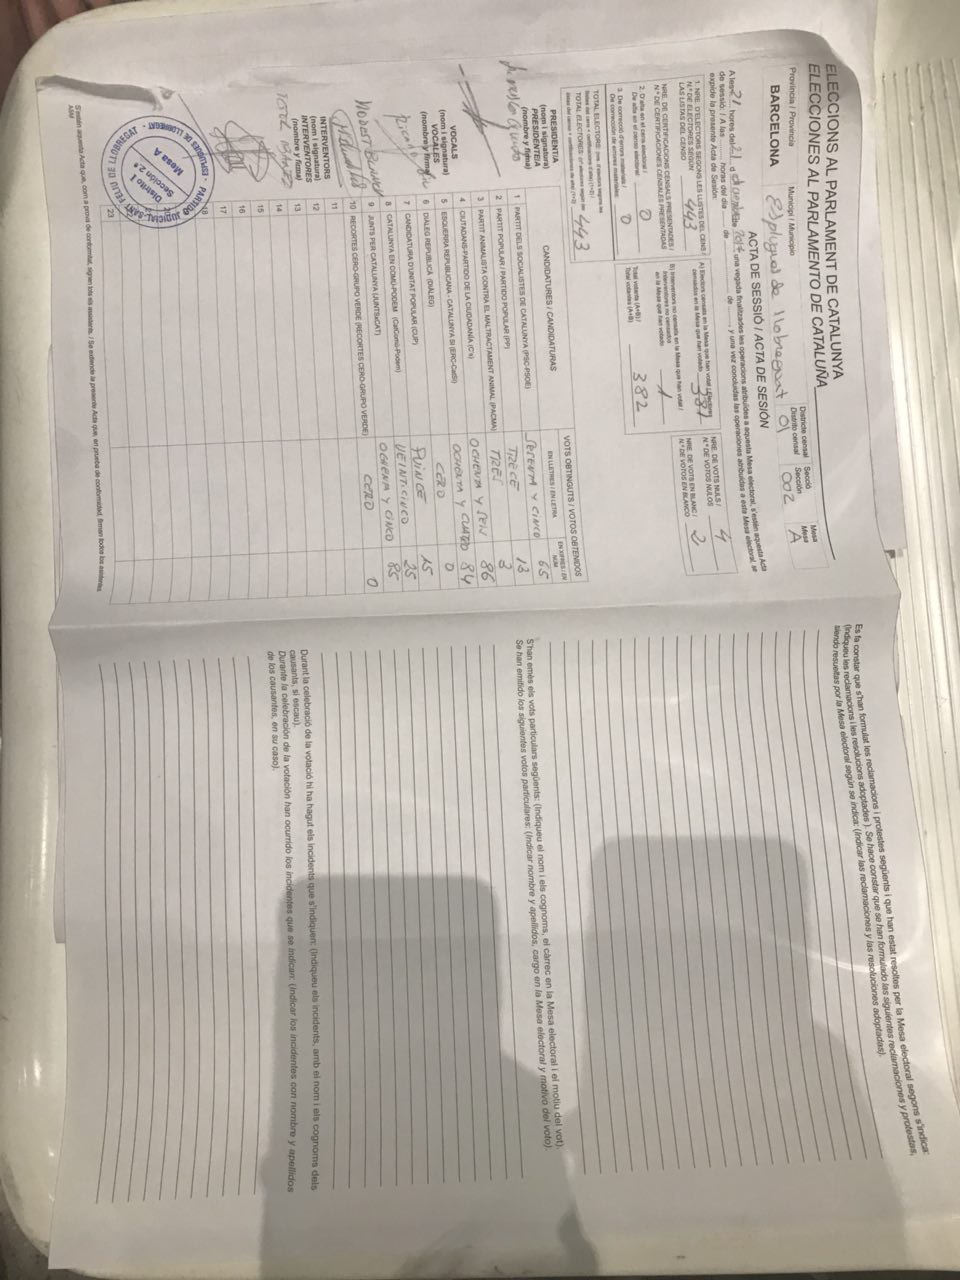 ELECCIONS AL PARLAMENT DE CATALUNYA
ELECCIONES AL PARLAMENTO DE CATALUÑA
Província / Provincia
Municipi / Municipio
Districte censal
Distrito censal
Secció
Sección
Mesa
Mesa
BARCELONA
Esplugues de Llobregat
01
002
A
ACTA DE SESSIÓ / ACTA DE SESIÓN
A les 21 hores del 21 d una vegada finalitzades les operacions atribuïdes a aquesta Mesa electoral, s'estén aquesta Acta
de sessió. / A las horas del día de de , y una vez concluidas las operaciones atribuidas a esta Mesa electoral, se
expide la presente Acta de Sesión.
1. NRE. D'ELECTORS SEGONS LES LLISTES DEL CENS /
N.º DE ELECTORES SEGÚN
LAS LISTAS DEL CENSO
443
NRE. DE CERTIFICACIONS CENSALS PRESENTADES /
N.º DE CERTIFICACIONES CENSALES PRESENTADAS
2. D'alta en el cens electoral /
De alta en el censo electoral
0
3. De correcció d'errors materials /
De corrección de errores materiales
0
TOTAL ELECTORS
TOTAL ELECTORES
443
A) Electors censats en la Mesa que han votat / Electores
censados en la Mesa que han votado
381
B) Interventors no censats en la Mesa que han votat /
Interventores no censados
en la Mesa que han votado
1
Total votants (A+B) /
Total votantes (A+B)
382
NRE. DE VOTS NULS /
N.º DE VOTOS NULOS
4
NRE. DE VOTS EN BLANC /
N.º DE VOTOS EN BLANCO
2
CANDIDATURES / CANDIDATURAS
VOTS OBTINGUTS / VOTOS OBTENIDOS
EN LLETRES / EN LETRA
EN XIFRES / EN
NÚM
1 PARTIT DELS SOCIALISTES DE CATALUNYA (PSC-PSOE) SESENTA Y CINCO 65
2 PARTIT POPULAR / PARTIDO POPULAR (PP) TRECE 13
3 PARTIT ANIMALISTA CONTRA EL MALTRACTAMENT ANIMAL (PACMA) TRES 3
4 CIUTADANS-PARTIDO DE LA CIUDADANÍA (C's) OCHENTA Y SEIS 86
5 ESQUERRA REPUBLICANA - CATALUNYA SÍ (ERC-CatSí) OCHENTA Y CUATRO 84
6 DIÀLEG REPUBLICÀ (DIÀLEG) CERO 0
7 CANDIDATURA D'UNITAT POPULAR (CUP) QUINCE 15
8 CATALUNYA EN COMÚ-PODEM (CatComú-Podem) VEINTICINCO 25
9 JUNTS PER CATALUNYA (JUNTSxCAT) OCHENTA Y CINCO 85
10 RECORTES CERO-GRUPO VERDE (RECORTES CERO-GRUPO VERDE) CERO 0
11
12
13
14
15
16
17
18
23
PRESIDÈNCIA
(nom i signatura)
PRESIDENTE/A
(nombre y firma)
VOCALS
(nom i signatura)
VOCALES
(nombre y firma)
INTERVENTORS
(nom i signatura)
INTERVENTORES
(nombre y firma)
ESPLUGUES DE LLOBREGAT - PARTIDO JUDICIAL: SANT FELIU DE LLOBREGAT
Distrito 1
Sección 2.ª
Mesa A
Signen aquesta Acta que, com a prova de conformitat, signen tots els assistents. / Se extiende la presente Acta que, en prueba de conformidad, firman todos los asistentes.
Es fa constar que s'han formulat les reclamacions i protestes següents i que han estat resoltes per la Mesa electoral segons s'indica:
(Indiqueu les reclamacions i les resolucions adoptades). Se hace constar que se han formulado las siguientes reclamaciones y protestas,
siendo resueltas por la Mesa electoral según se indica: (Indicar las reclamaciones y las resoluciones adoptadas).
S'han emès els vots particulars següents: (Indiqueu el nom i els cognoms, el càrrec en la Mesa electoral i el motiu del vot).
Se han emitido los siguientes votos particulares: (Indicar nombre y apellidos, cargo en la Mesa electoral y motivo del voto).
Durant la celebració de la votació hi ha hagut els incidents que s'indiquen: (Indiqueu els incidents, amb el nom i els cognoms dels
causants, si escau).
Durante la celebración de la votación han ocurrido los incidentes que se indican: (Indicar los incidentes con nombre y apellidos
de los causantes, en su caso).